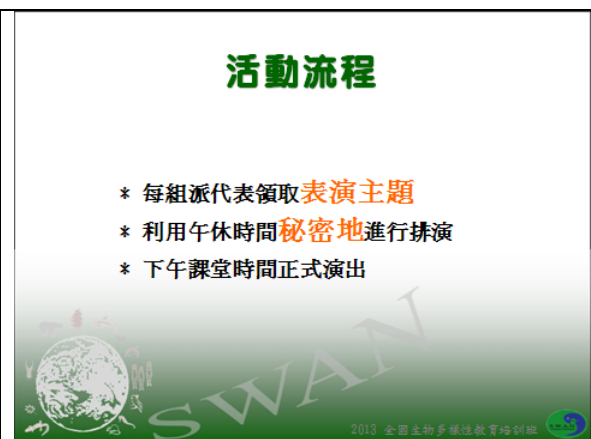 活動流程
* 每組派代表領取表演主題
* 利用午休時間秘密地進行排演
* 下午課堂時間正式演出
SWAN
2013 全國生物多樣性教育培訓班